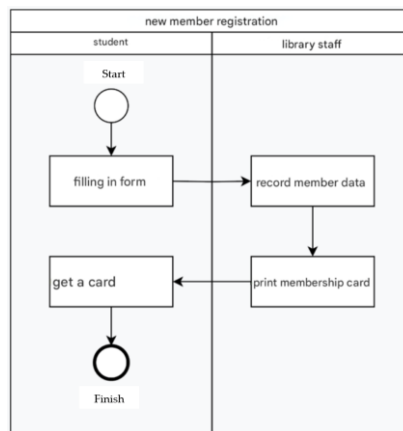 new member registration
student
library staff
Start
filling in form
record member data
get a card
print membership card
Finish